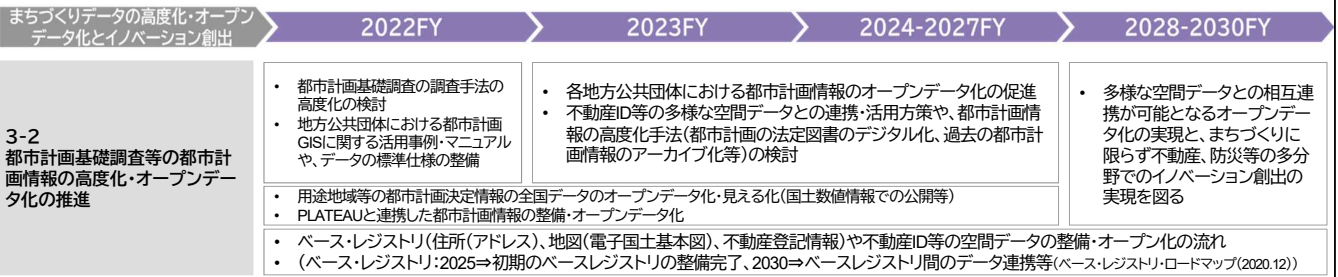 まちづくりデータの高度化・オープン
データ化とイノベーション創出
2022FY
2023FY
2024-2027FY
2028-2030FY
3-2
都市計画基礎調査等の都市計
画情報の高度化・オープンデー
タ化の推進
・ 都市計画基礎調査の調査手法の
高度化の検討
・ 地方公共団体における都市計画
GISに関する活用事例・マニュアル
や、データの標準仕様の整備
・ 各地方公共団体における都市計画情報のオープンデータ化の促進
・ 不動産ID等の多様な空間データとの連携・活用方策や、都市計画情
報の高度化手法(都市計画の法定図書のデジタル化、過去の都市計
画情報のアーカイブ化等)の検討
・ 多様な空間データとの相互連
携が可能となるオープンデー
タ化の実現と、まちづくりに
限らず不動産、防災等の多分
野でのイノベーション創出の
実現を図る
・ 用途地域等の都市計画決定情報の全国データのオープンデータ化・見える化(国土数値情報での公開等)
・ PLATEAUと連携した都市計画情報の整備・オープンデータ化
・ ベース・レジストリ(住所(アドレス)、地図(電子国土基本図)、不動産登記情報)や不動産ID等の空間データの整備・オープン化の流れ
・ (ベース・レジストリ:2025⇒初期のベースレジストリの整備完了、2030⇒ベースレジストリ間のデータ連携等(ベース・レジストリ・ロードマップ(2020.12))